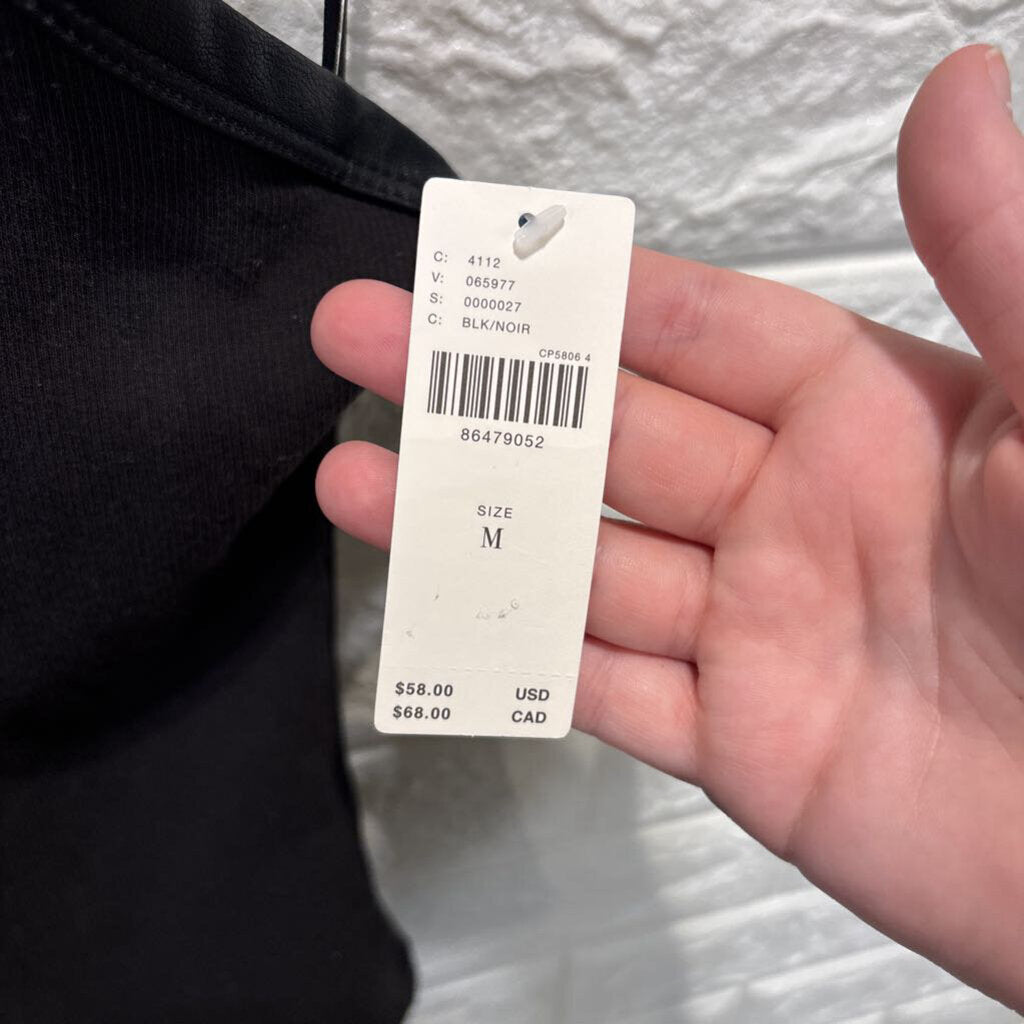 C: 4112
V: 065977
S: 0000027
C: BLK/NOIR
CP5806 4
86479052
SIZE
M
$58.00 USD
$68.00 CAD